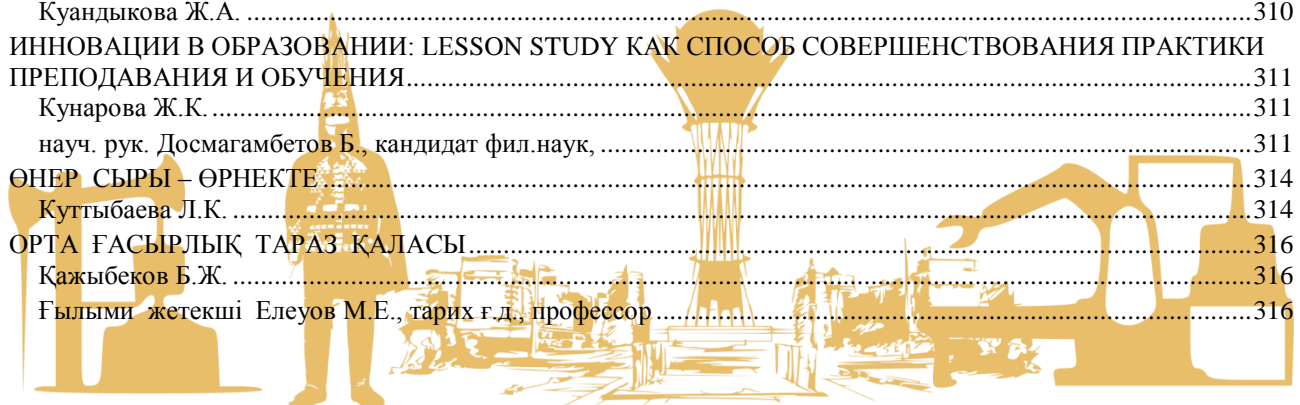 Куандыкова Ж.А. ........................................................................................................................310
ИННОВАЦИИ В ОБРАЗОВАНИИ: LESSON STUDY КАК СПОСОБ СОВЕРШЕНСТВОВАНИЯ ПРАКТИКИ
ПРЕПОДАВАНИЯ И ОБУЧЕНИЯ........................................................................................................311
Кунарова Ж.К. ........................................................................................................................311
науч. рук. Досмагамбетов Б., кандидат фил.наук, ........................................................................311
ӨНЕР СЫРЫ – ӨРНЕКТЕ........................................................................................................314
Куттыбаева Л.К. ........................................................................................................................314
ОРТА ҒАСЫРЛЫҚ ТАРАЗ ҚАЛАСЫ........................................................................................316
Қажыбеков Б.Ж. ........................................................................................................................316
Ғылыми жетекші Елеуов М.Е., тарих ғ.д., профессор ................................................................316